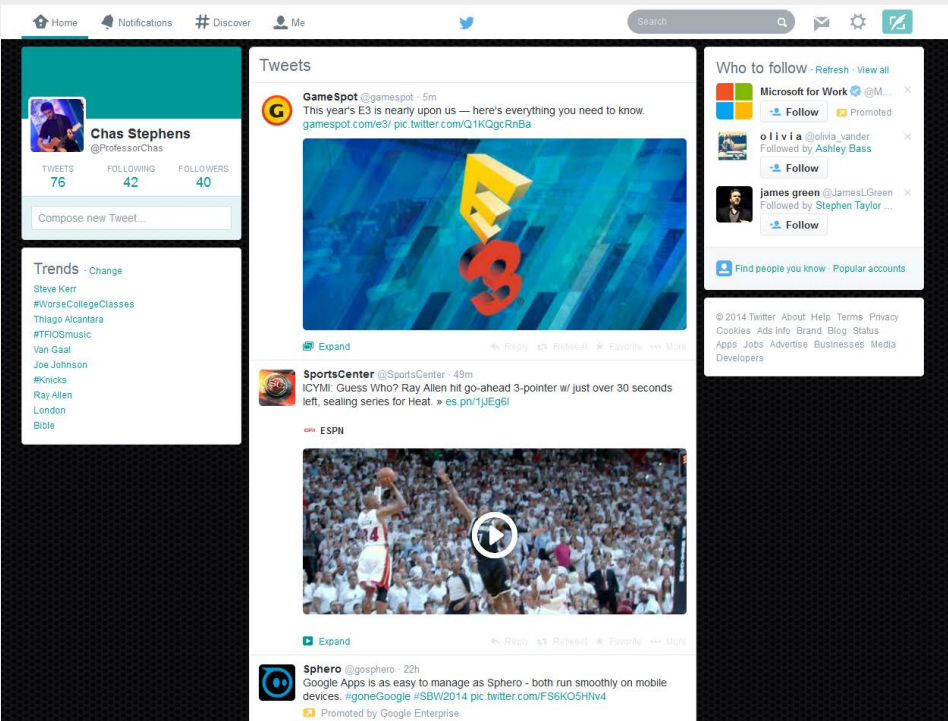 Home
Notifications
Discover
Me
Search
Chas Stephens
@ProfessorChas
TWEETS FOLLOWING FOLLOWERS
76 42 40
Compose new Tweet...
Trends · Change
Steve Kerr
#WorseCollegeClasses
Thiago Alcantara
#TFIOSmusic
Van Gaal
Joe Johnson
#Knicks
Ray Allen
London
Bible
Tweets
GameSpot @gamespot · 5m
This year's E3 is nearly upon us — here's everything you need to know.
gamespot.com/e3/ pic.twitter.com/Q1KQgcRnBa
E3
Expand Reply Retweet Favorite More
SportsCenter @SportsCenter · 49m
ICYMI: Guess Who? Ray Allen hit go-ahead 3-pointer w/ just over 30 seconds
left, sealing series for Heat. » es.pn/1jJEg6l
ESPN
34
Expand Reply Retweet Favorite More
Sphero @gosphero · 22h
Google Apps is as easy to manage as Sphero - both run smoothly on mobile
devices. #goneGoogle #SBW2014 pic.twitter.com/FS6KO5HNv4
Promoted by Google Enterprise
Who to follow · Refresh · View all
Microsoft for Work @M...
Follow Promoted
o l i v i a @olivia_vander
Followed by Ashley Bass
Follow
james green @JamesLGreen
Followed by Stephen Taylor ...
Follow
Find people you know · Popular accounts
© 2014 Twitter About Help Terms Privacy
Cookies Ads info Brand Blog Status
Apps Jobs Advertise Businesses Media
Developers